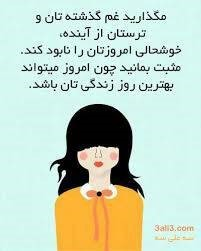 مگذارید غم گذشته تان و
ترستان از آینده،
خوشحالی امروزتان را نابود کند.
مثبت بمانید چون امروز میتواند
بهترین روز زندگی تان باشد.
3ali3.com
سه علی سه